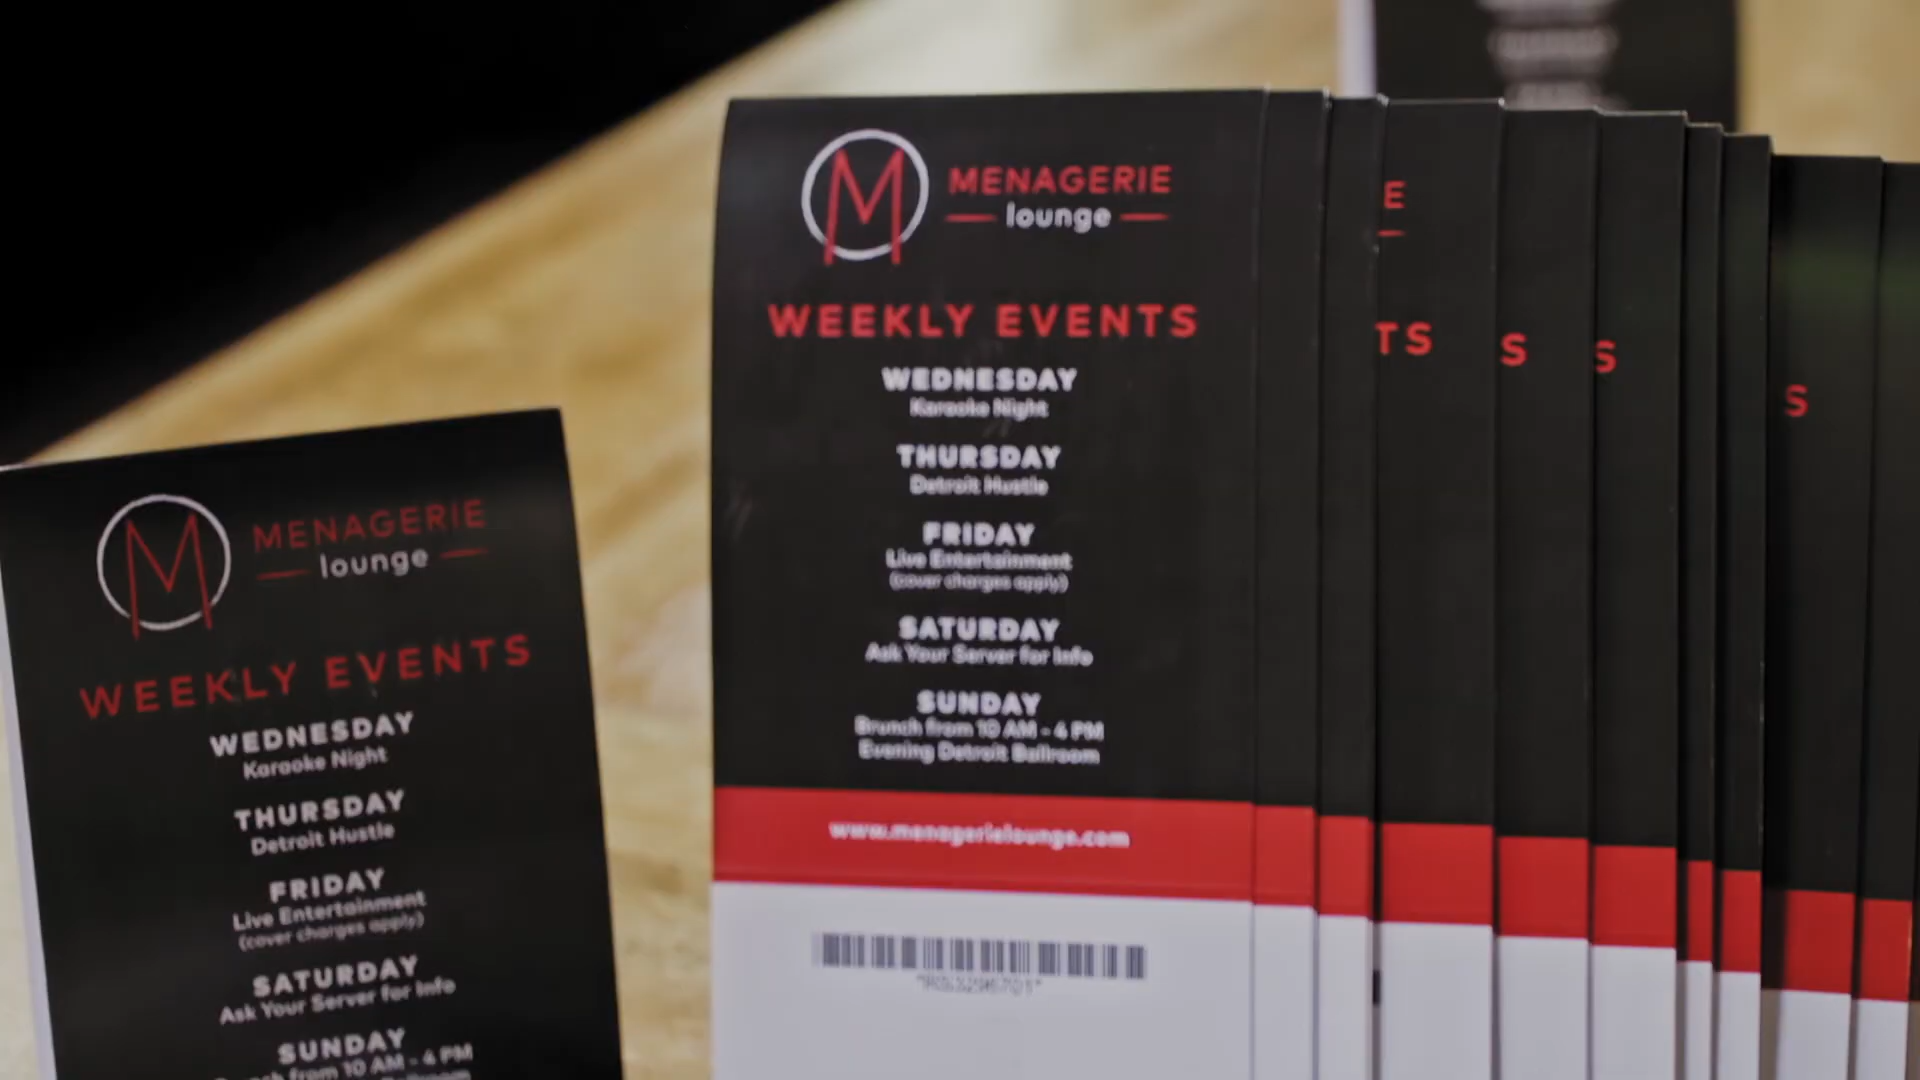 M
MENAGERIE
lounge
WEEKLY EVENTS
WEDNESDAY
Karaoke Night
THURSDAY
Detroit Hustle
FRIDAY
Live Entertainment
(cover charges apply)
SATURDAY
Ask Your Server for Info
SUNDAY
Brunch from 10 AM - 4 PM
Evening Detroit Ballroom
www.menagerielounge.com
E
TS
S
S
S
M
MENAGERIE
lounge
WEEKLY EVENTS
WEDNESDAY
Karaoke Night
THURSDAY
Detroit Hustle
FRIDAY
Live Entertainment
(cover charges apply)
SATURDAY
Ask Your Server for Info
SUNDAY
from 10 AM - 4 PM